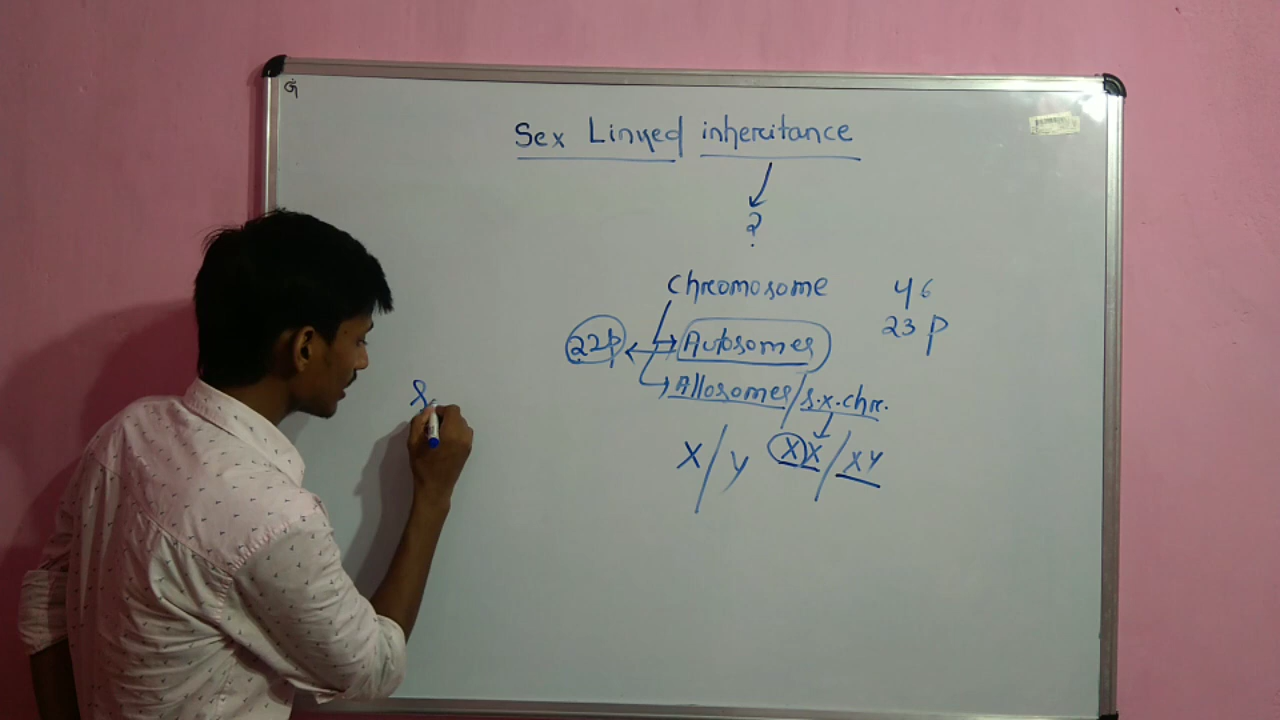 Sex Linked inheritance
?
chromosome 46
23 p
22p Autosomes
Allosomes/s.x.chr.
X/Y XX/XY
S